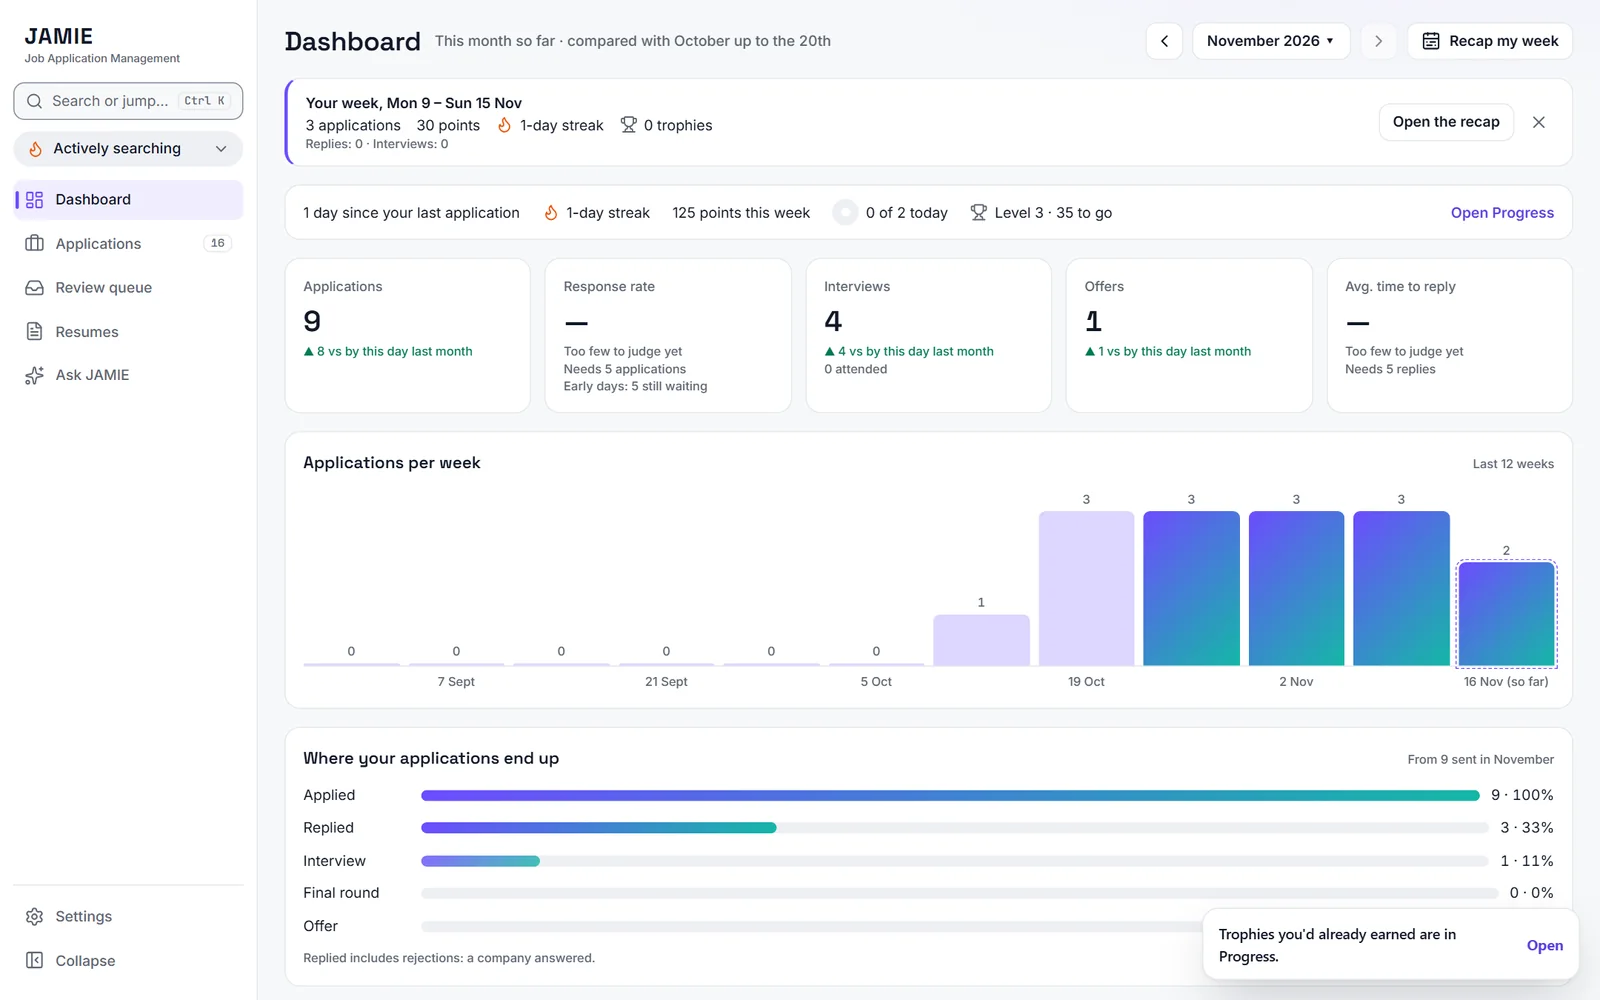 JAMIE
Job Application Management
Search or jump... Ctrl K
Actively searching
Dashboard
Applications 16
Review queue
Resumes
Ask JAMIE
Settings
Collapse
Dashboard This month so far · compared with October up to the 20th
November 2026 ▾
Recap my week
Your week, Mon 9 – Sun 15 Nov
3 applications 30 points 1-day streak 0 trophies
Replies: 0 · Interviews: 0
Open the recap
1 day since your last application 1-day streak 125 points this week 0 of 2 today Level 3 · 35 to go Open Progress
Applications
9
▲ 8 vs by this day last month
Response rate
—
Too few to judge yet
Needs 5 applications
Early days: 5 still waiting
Interviews
4
▲ 4 vs by this day last month
0 attended
Offers
1
▲ 1 vs by this day last month
Avg. time to reply
—
Too few to judge yet
Needs 5 replies
Applications per week Last 12 weeks
0 0 0 0 0 0 1 3 3 3 3 2
7 Sept 21 Sept 5 Oct 19 Oct 2 Nov 16 Nov (so far)
Where your applications end up From 9 sent in November
Applied 9 · 100%
Replied 3 · 33%
Interview 1 · 11%
Final round 0 · 0%
Offer
Replied includes rejections: a company answered.
Trophies you'd already earned are in
Progress.
Open